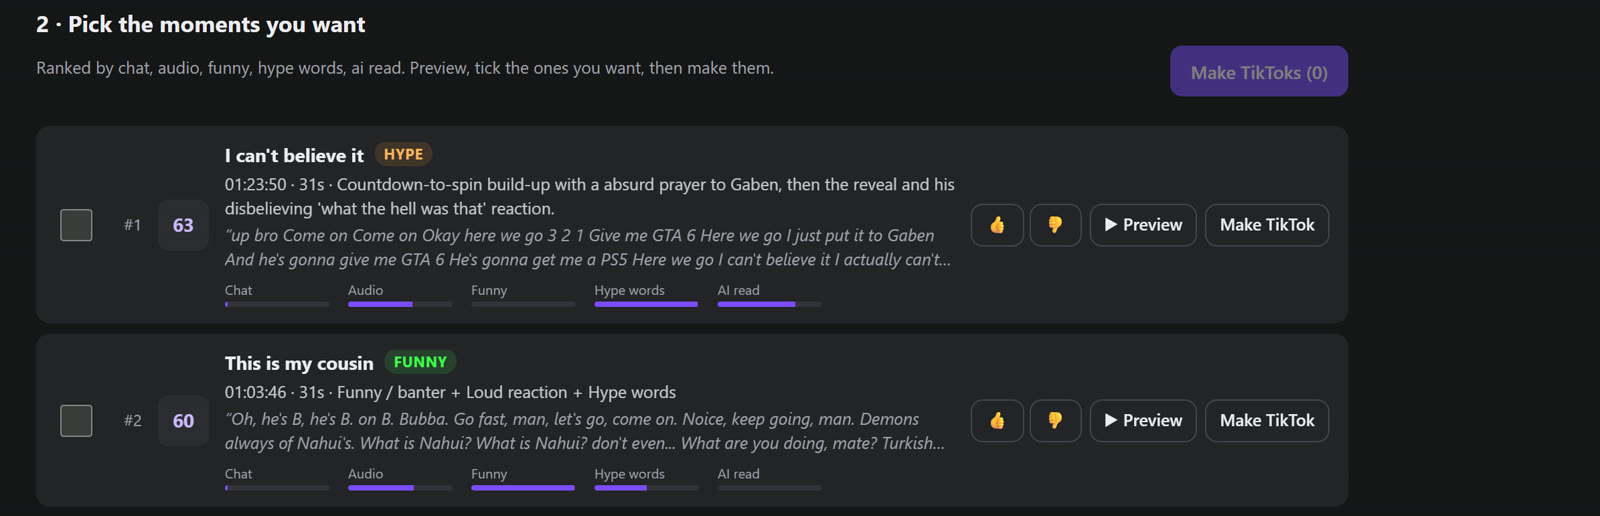 2 · Pick the moments you want
Ranked by chat, audio, funny, hype words, ai read. Preview, tick the ones you want, then make them.
Make TikToks (0)
#1
63
I can't believe it
HYPE
01:23:50 · 31s · Countdown-to-spin build-up with a absurd prayer to Gaben, then the reveal and his
disbelieving 'what the hell was that' reaction.
“up bro Come on Come on Okay here we go 3 2 1 Give me GTA 6 Here we go I just put it to Gaben
And he's gonna give me GTA 6 He's gonna get me a PS5 Here we go I can't believe it I actually can't...
Chat
Audio
Funny
Hype words
AI read
👍
👎
▶ Preview
Make TikTok
#2
60
This is my cousin
FUNNY
01:03:46 · 31s · Funny / banter + Loud reaction + Hype words
“Oh, he's B, he's B. on B. Bubba. Go fast, man, let's go, come on. Noice, keep going, man. Demons
always of Nahui's. What is Nahui? What is Nahui? don't even... What are you doing, mate? Turkish...
Chat
Audio
Funny
Hype words
AI read
👍
👎
▶ Preview
Make TikTok